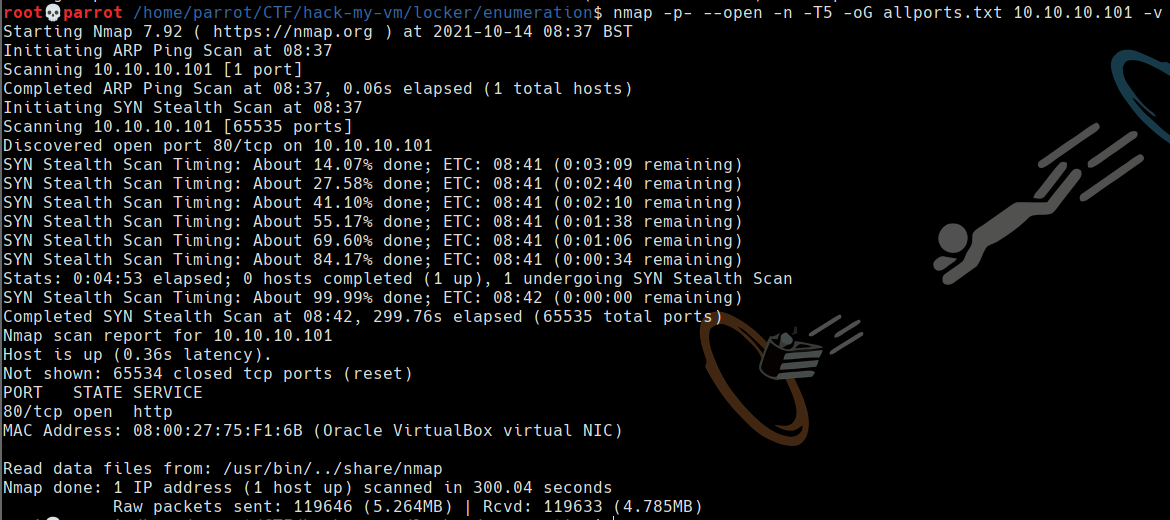 root💀parrot /home/parrot/CTF/hack-my-vm/locker/enumeration$ nmap -p- --open -n -T5 -oG allports.txt 10.10.10.101 -v
Starting Nmap 7.92 ( https://nmap.org ) at 2021-10-14 08:37 BST
Initiating ARP Ping Scan at 08:37
Scanning 10.10.10.101 [1 port]
Completed ARP Ping Scan at 08:37, 0.06s elapsed (1 total hosts)
Initiating SYN Stealth Scan at 08:37
Scanning 10.10.10.101 [65535 ports]
Discovered open port 80/tcp on 10.10.10.101
SYN Stealth Scan Timing: About 14.07% done; ETC: 08:41 (0:03:09 remaining)
SYN Stealth Scan Timing: About 27.58% done; ETC: 08:41 (0:02:40 remaining)
SYN Stealth Scan Timing: About 41.10% done; ETC: 08:41 (0:02:10 remaining)
SYN Stealth Scan Timing: About 55.17% done; ETC: 08:41 (0:01:38 remaining)
SYN Stealth Scan Timing: About 69.60% done; ETC: 08:41 (0:01:06 remaining)
SYN Stealth Scan Timing: About 84.17% done; ETC: 08:41 (0:00:34 remaining)
Stats: 0:04:53 elapsed; 0 hosts completed (1 up), 1 undergoing SYN Stealth Scan
SYN Stealth Scan Timing: About 99.99% done; ETC: 08:42 (0:00:00 remaining)
Completed SYN Stealth Scan at 08:42, 299.76s elapsed (65535 total ports)
Nmap scan report for 10.10.10.101
Host is up (0.36s latency).
Not shown: 65534 closed tcp ports (reset)
PORT   STATE SERVICE
80/tcp open  http
MAC Address: 08:00:27:75:F1:6B (Oracle VirtualBox virtual NIC)
Read data files from: /usr/bin/../share/nmap
Nmap done: 1 IP address (1 host up) scanned in 300.04 seconds
Raw packets sent: 119646 (5.264MB) | Rcvd: 119633 (4.785MB)